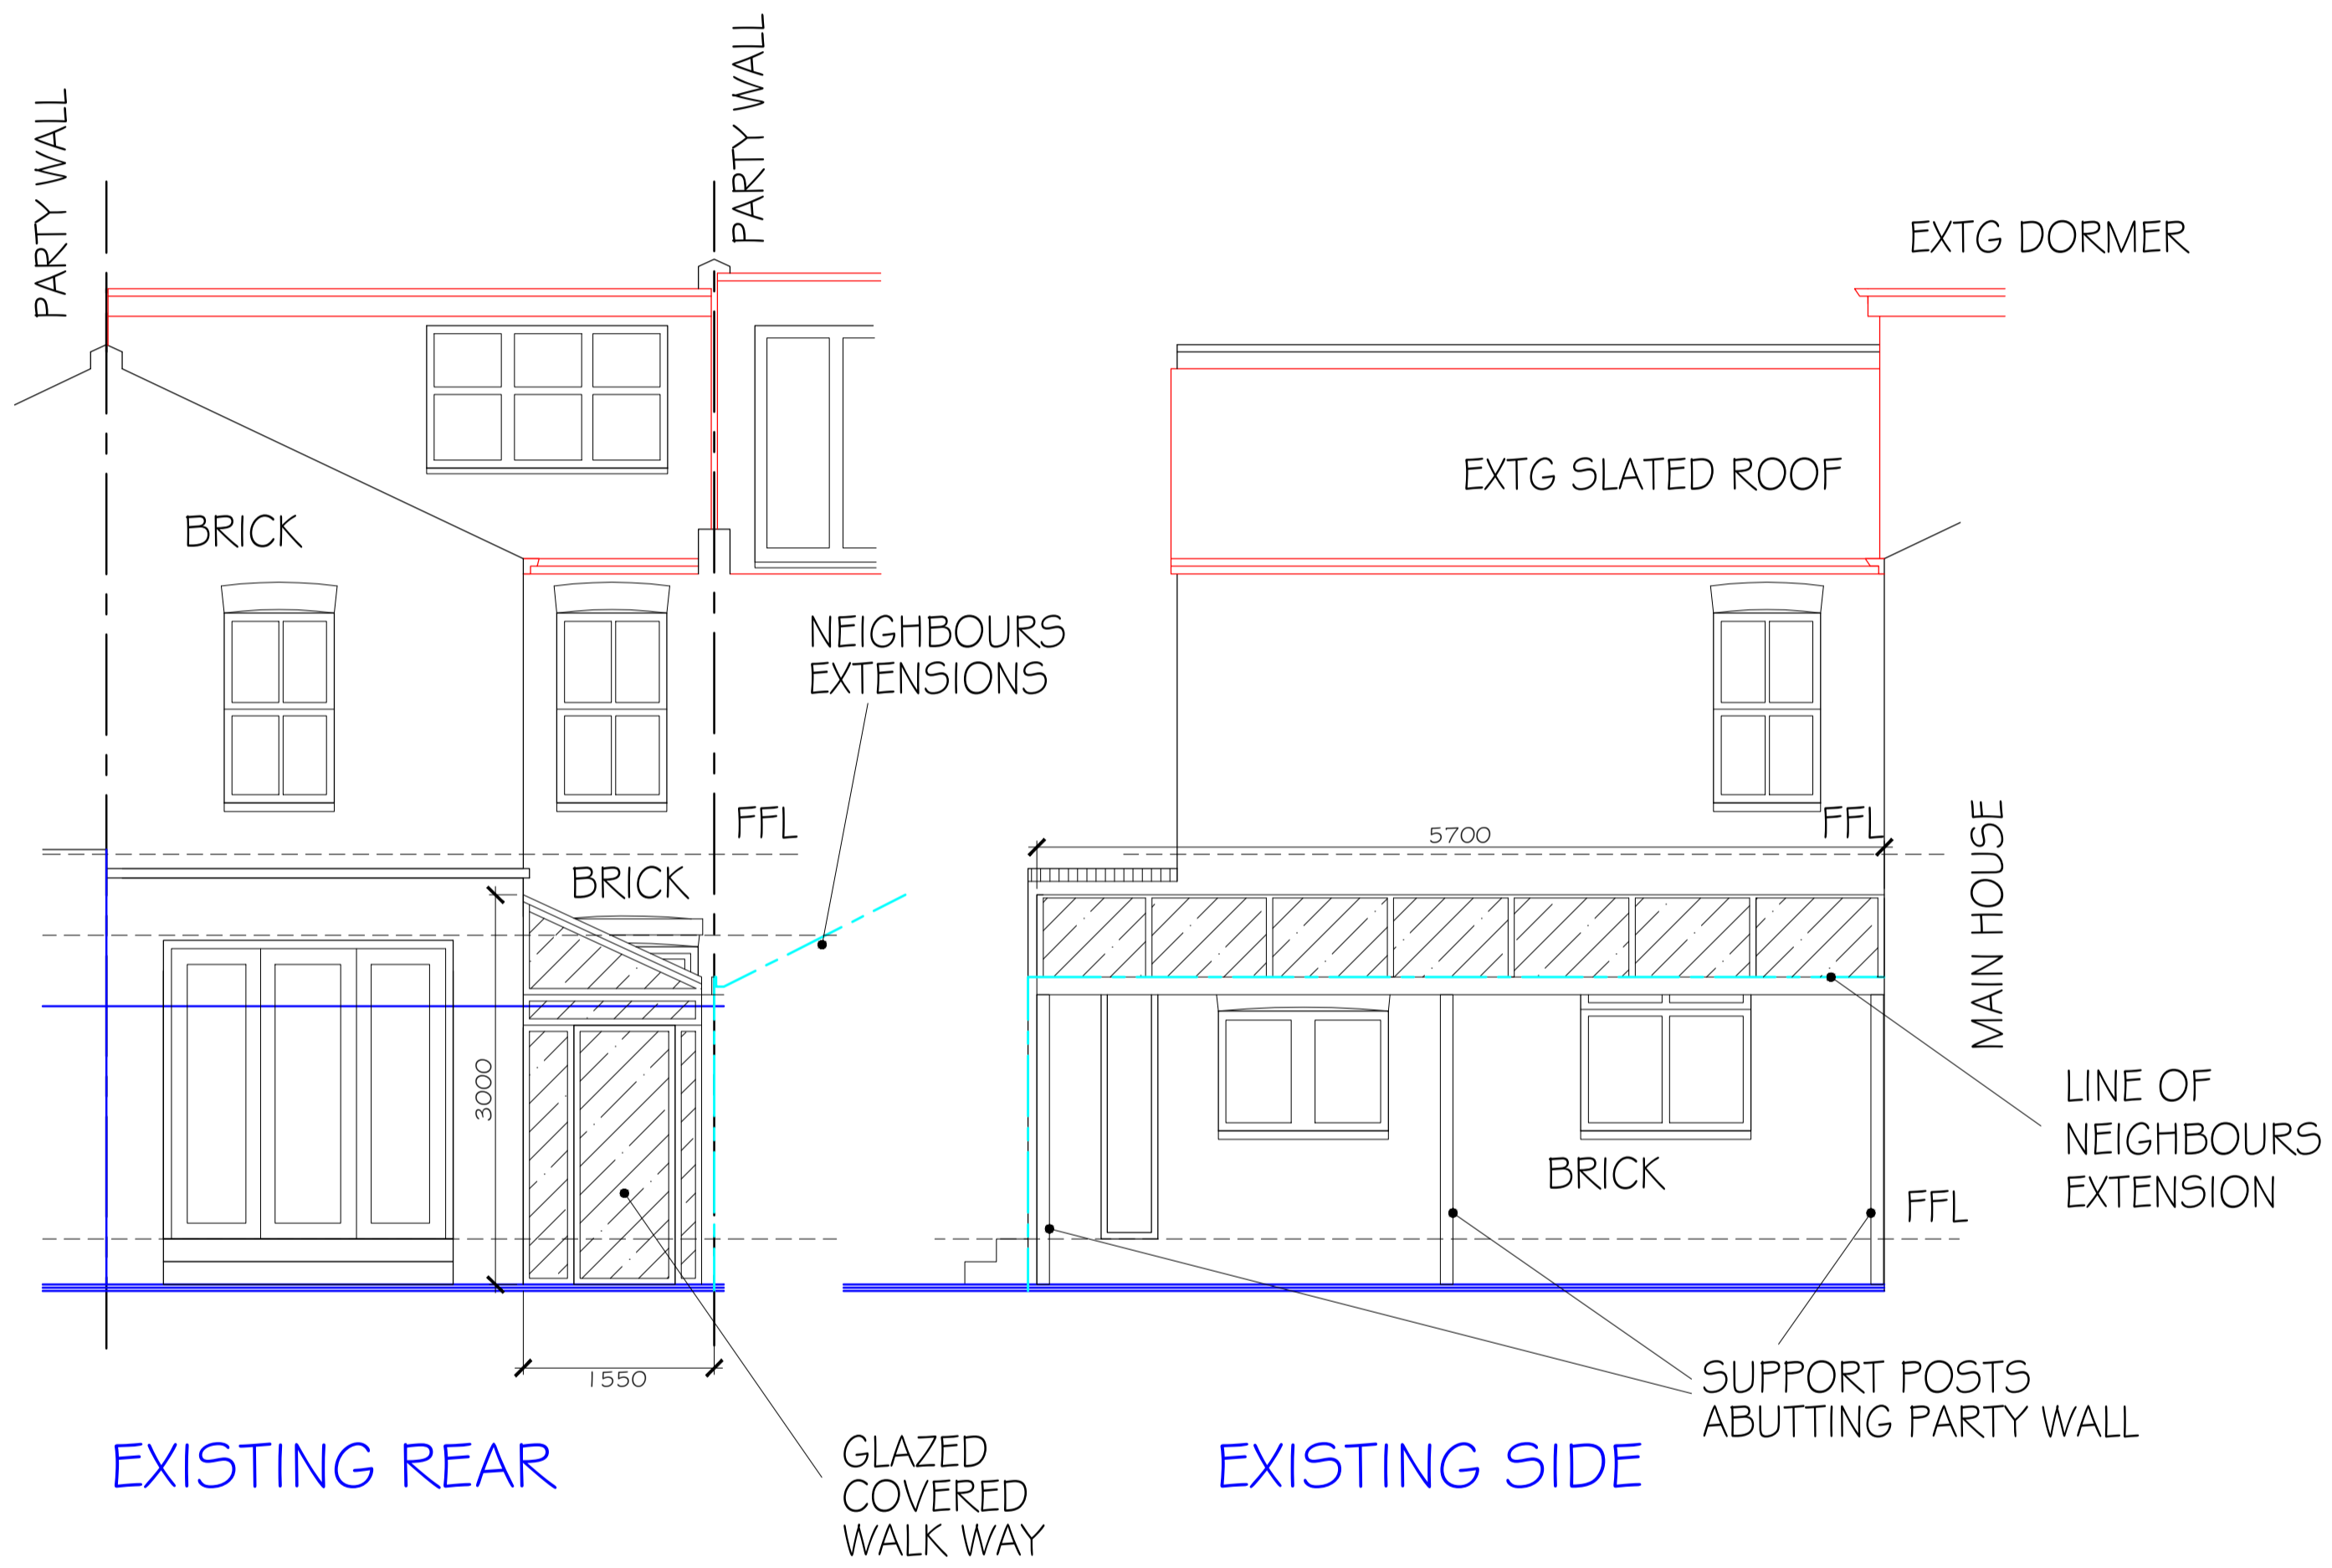 PARTY WALL
PARTY WALL
EXTG DORMER
EXTG SLATED ROOF
BRICK
NEIGHBOURS
EXTENSIONS
FFL
FFL
5700
BRICK
MAIN HOUSE
3000
LINE OF
NEIGHBOURS
EXTENSION
BRICK
FFL
1550
SUPPORT POSTS
ABUTTING PARTY WALL
GLAZED
COVERED
WALK WAY
EXISTING REAR
EXISTING SIDE